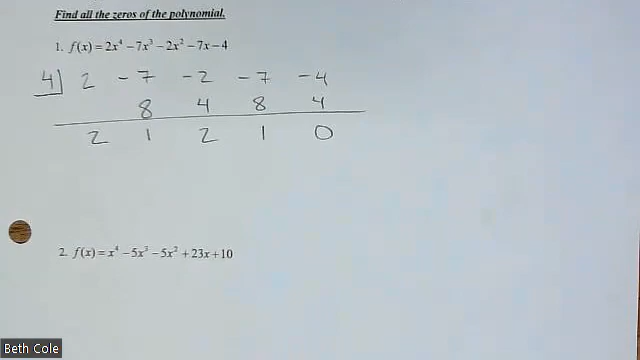 Find all the zeros of the polynomial.
1. f(x) = 2x⁴ − 7x³ − 2x² − 7x − 4
4| 2 −7 −2 −7 −4
8 4 8 4
2 1 2 1 0
2. f(x) = x⁴ − 5x³ − 5x² + 23x + 10
Beth Cole